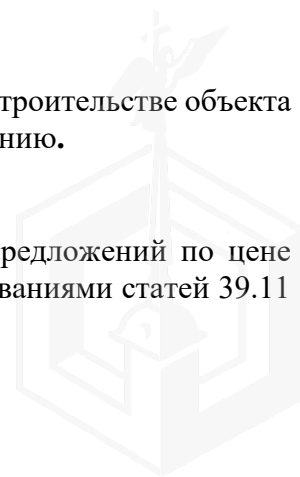 троительстве объекта
нию.
редложений по цене
ваниями статей 39.11